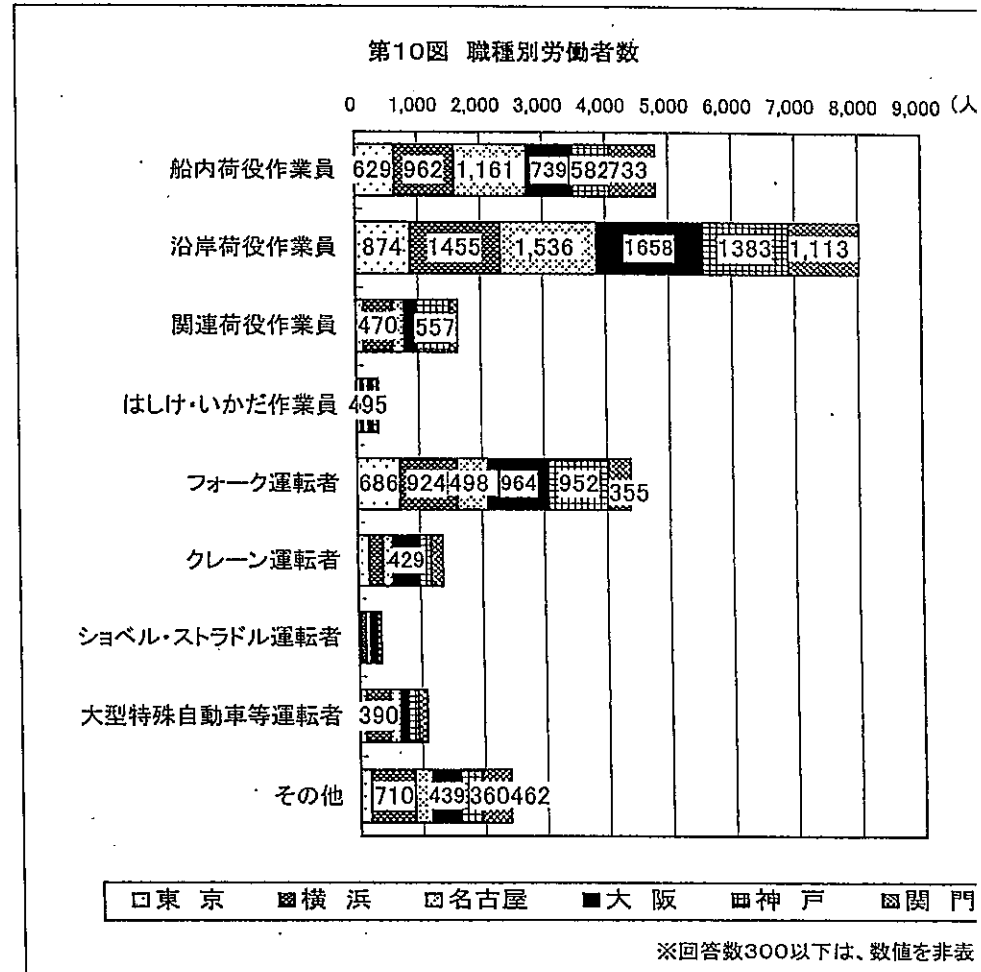 第10図 職種別労働者数
0 1,000 2,000 3,000 4,000 5,000 6,000 7,000 8,000 9,000 (人
船内荷役作業員 629 962 1,161 739 582 733
沿岸荷役作業員 874 1455 1,536 1658 1383 1,113
関連荷役作業員 470 557
はしけ・いかだ作業員 495
フォーク運転者 686 924 498 964 952 355
クレーン運転者 429
ショベル・ストラドル運転者
大型特殊自動車等運転者 390
その他 710 439 360 462
東 京 横 浜 名古屋 大 阪 神 戸 関 門
※回答数300以下は、数値を非表